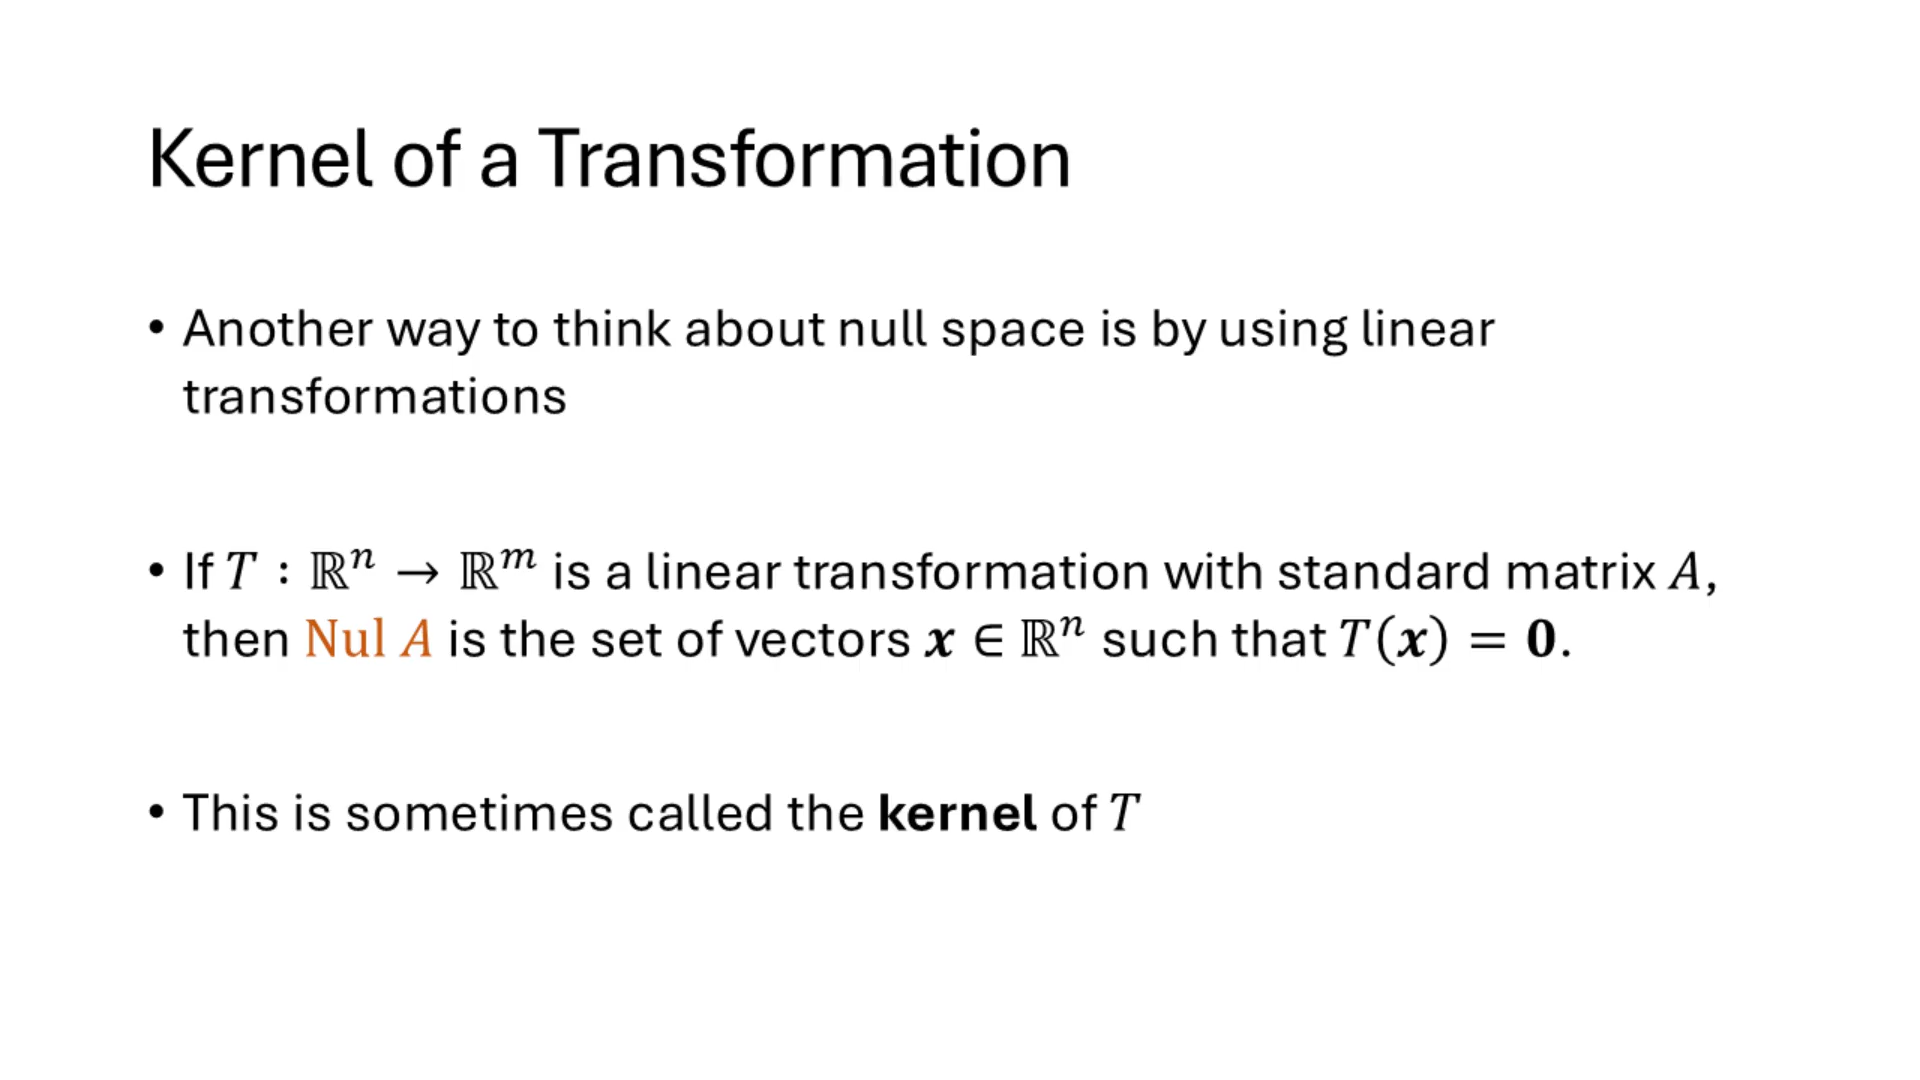 Kernel of a Transformation
• Another way to think about null space is by using linear
transformations
• If 𝑇 : ℝⁿ → ℝᵐ is a linear transformation with standard matrix 𝐴,
then Nul 𝐴 is the set of vectors 𝒙 ∈ ℝⁿ such that 𝑇(𝒙) = 𝟎.
• This is sometimes called the kernel of 𝑇